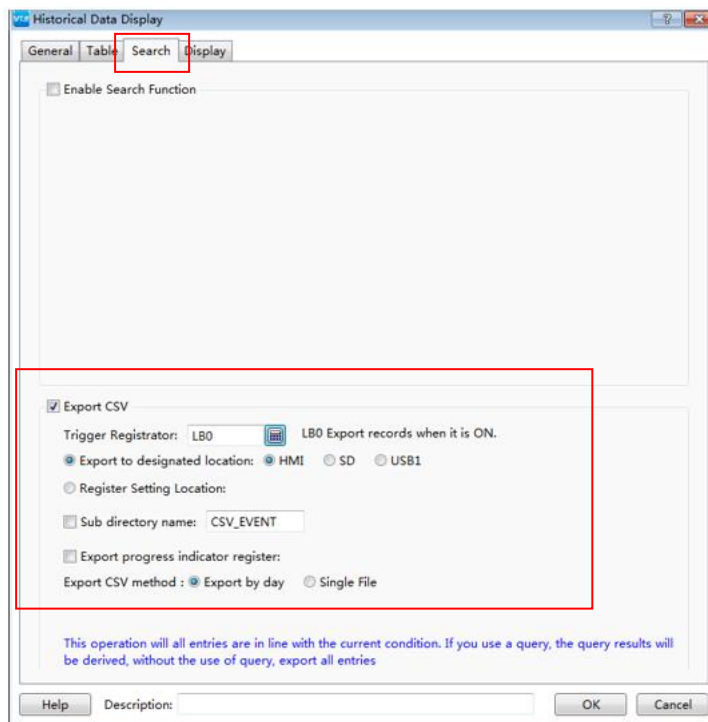 Historical Data Display
General Table Search Display
Enable Search Function
Export CSV
Trigger Registrator: LB0 LB0 Export records when it is ON.
Export to designated location: HMI SD USB1
Register Setting Location:
Sub directory name: CSV_EVENT
Export progress indicator register:
Export CSV method : Export by day Single File
This operation will all entries are in line with the current condition. If you use a query, the query results will
be derived, without the use of query, export all entries
Help Description: OK Cancel